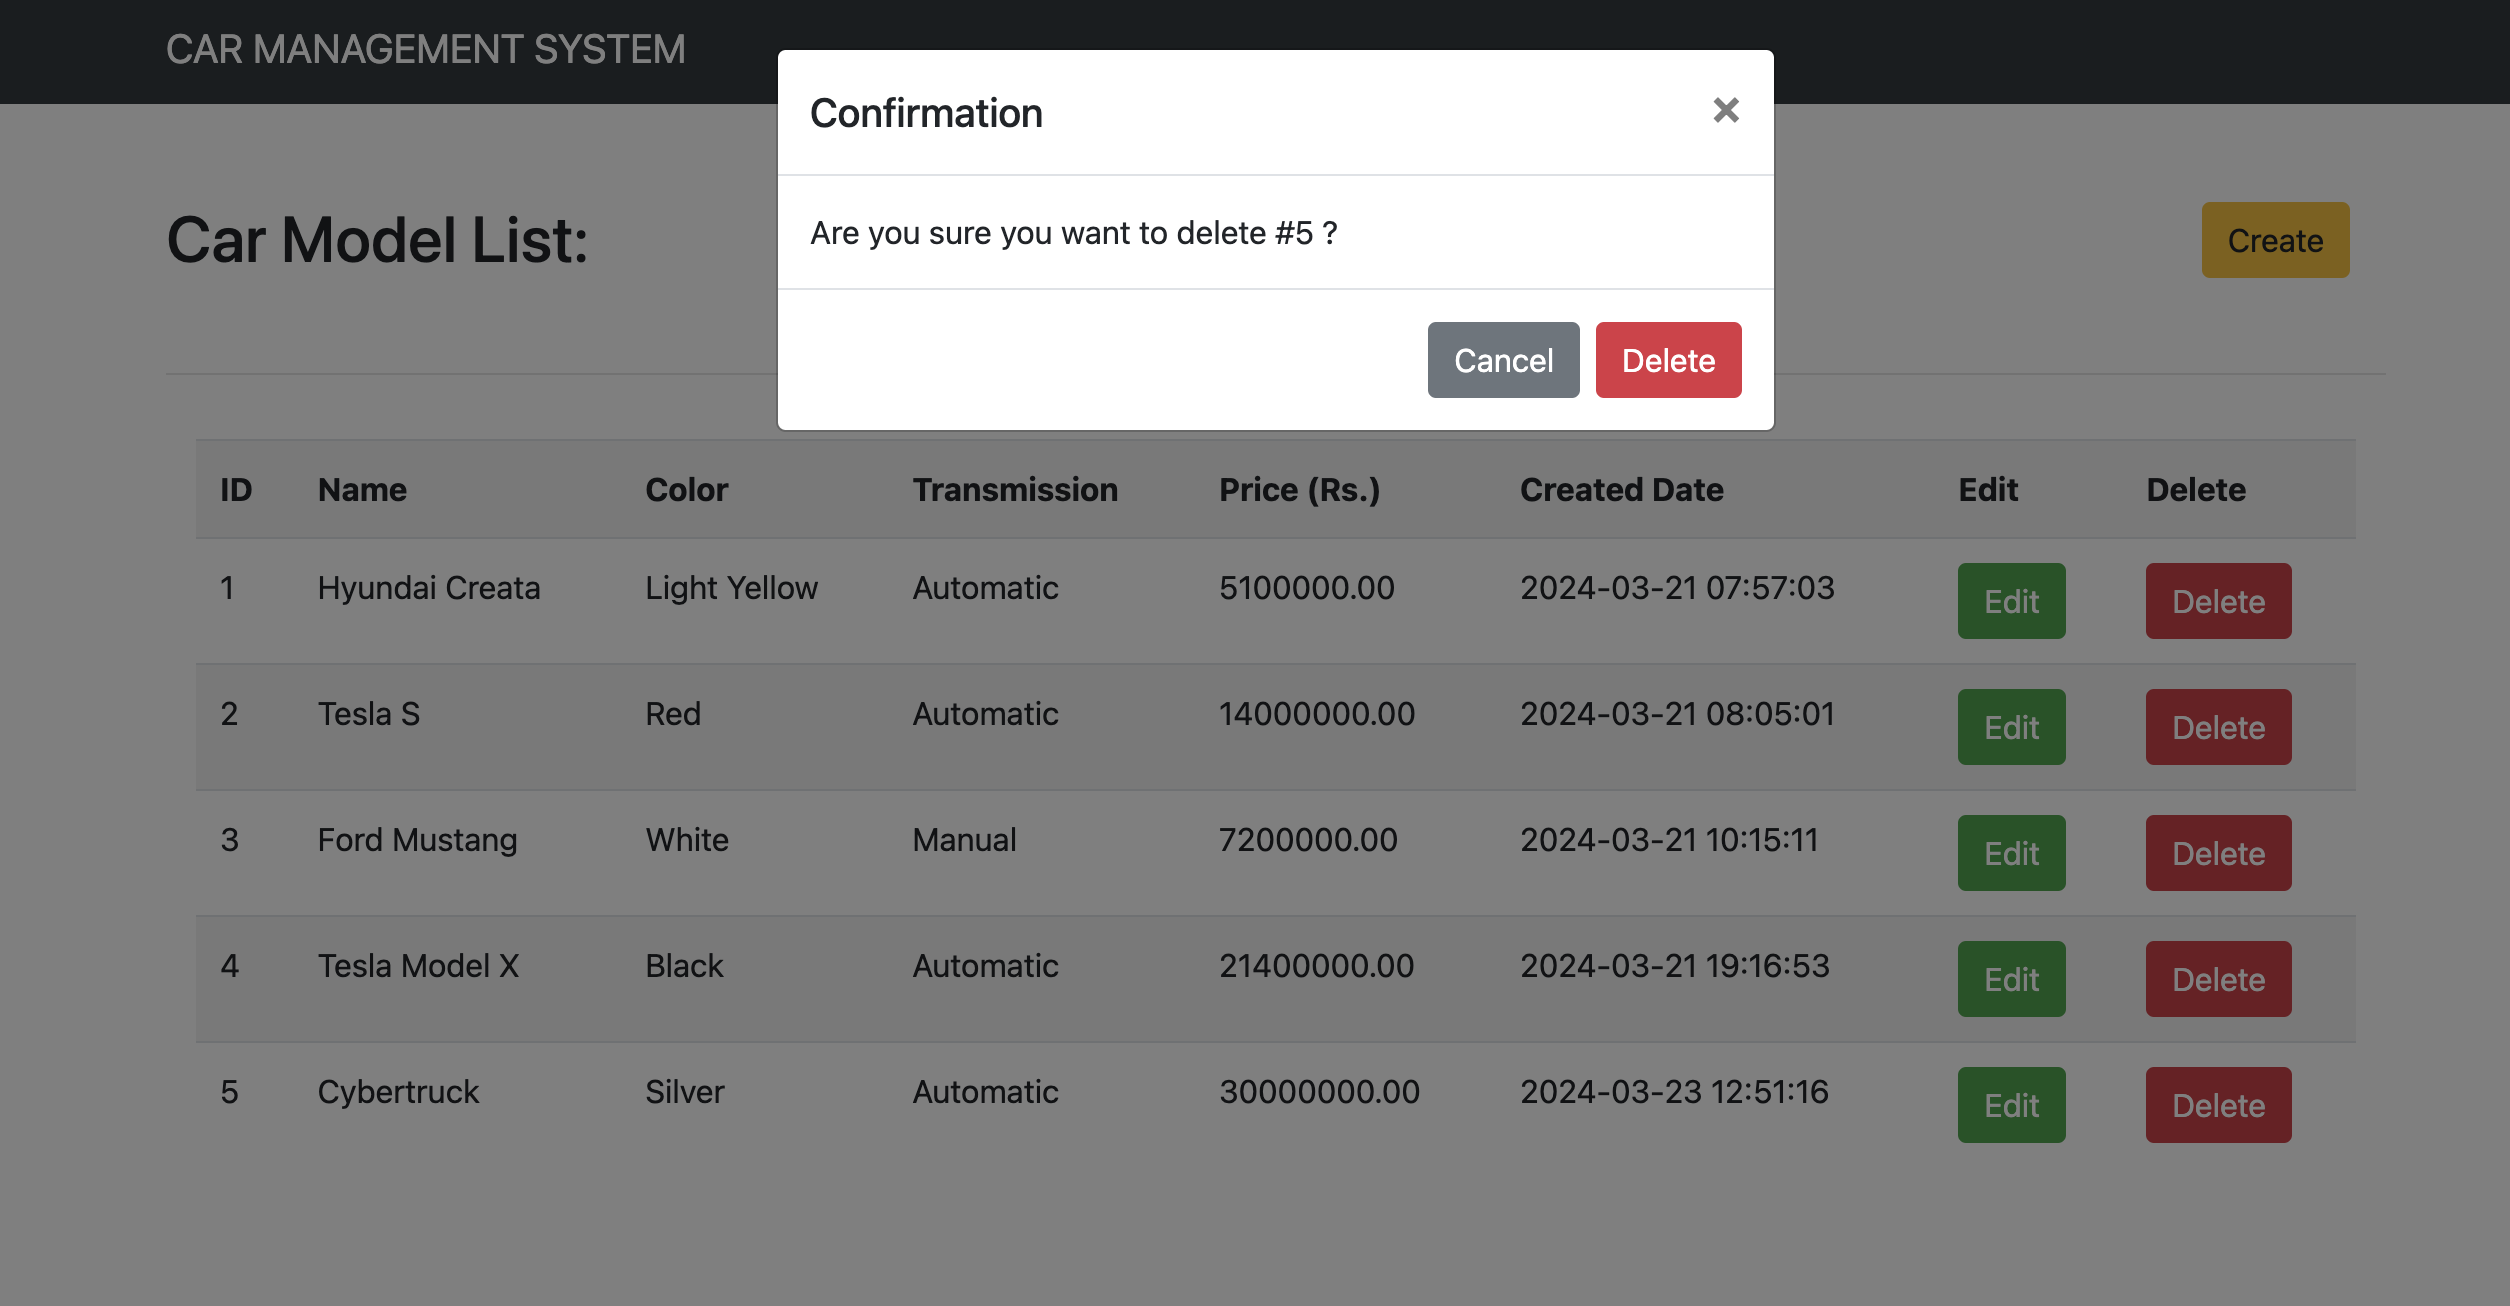 CAR MANAGEMENT SYSTEM
Confirmation ×
Are you sure you want to delete #5 ?
Cancel Delete
Car Model List:
Create
ID Name Color Transmission Price (Rs.) Created Date Edit Delete
1 Hyundai Creata Light Yellow Automatic 5100000.00 2024-03-21 07:57:03 Edit Delete
2 Tesla S Red Automatic 14000000.00 2024-03-21 08:05:01 Edit Delete
3 Ford Mustang White Manual 7200000.00 2024-03-21 10:15:11 Edit Delete
4 Tesla Model X Black Automatic 21400000.00 2024-03-21 19:16:53 Edit Delete
5 Cybertruck Silver Automatic 30000000.00 2024-03-23 12:51:16 Edit Delete